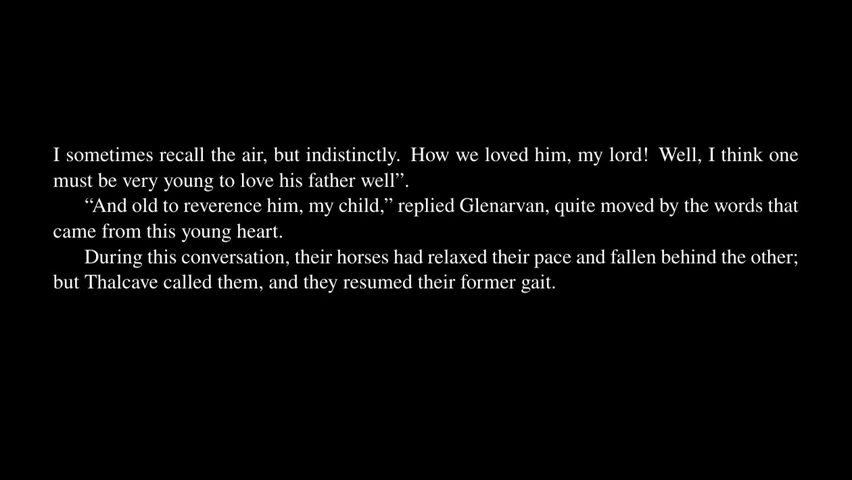 I sometimes recall the air, but indistinctly. How we loved him, my lord! Well, I think one
must be very young to love his father well”.
“And old to reverence him, my child,” replied Glenarvan, quite moved by the words that
came from this young heart.
During this conversation, their horses had relaxed their pace and fallen behind the other;
but Thalcave called them, and they resumed their former gait.